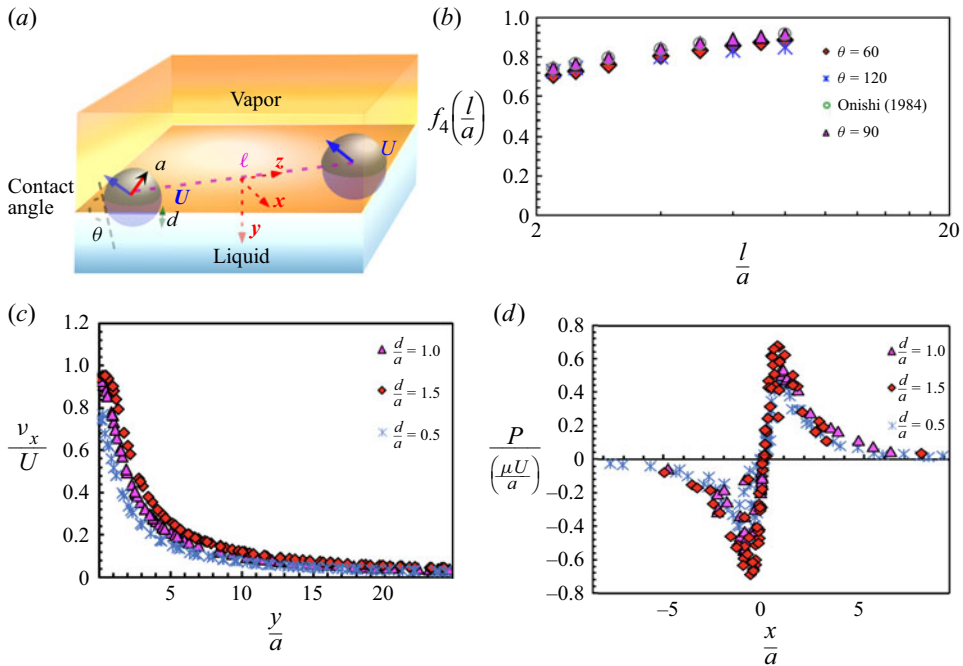 (a)
Vapor
a
U
ℓ
z
U
Contact
angle
x
d
θ
y
Liquid
(b)
1.0
0.8
0.6
0.4
0.2
0
f₄(l/a)
θ = 60
θ = 120
Onishi (1984)
θ = 90
2
20
l/a
(c)
1.2
1.0
0.8
0.6
0.4
0.2
0
v_x/U
d/a = 1.0
d/a = 1.5
d/a = 0.5
5
10
15
20
y/a
(d)
0.8
0.6
0.4
0.2
0
−0.2
−0.4
−0.6
−0.8
P/(μU/a)
d/a = 1.0
d/a = 1.5
d/a = 0.5
−5
0
5
x/a